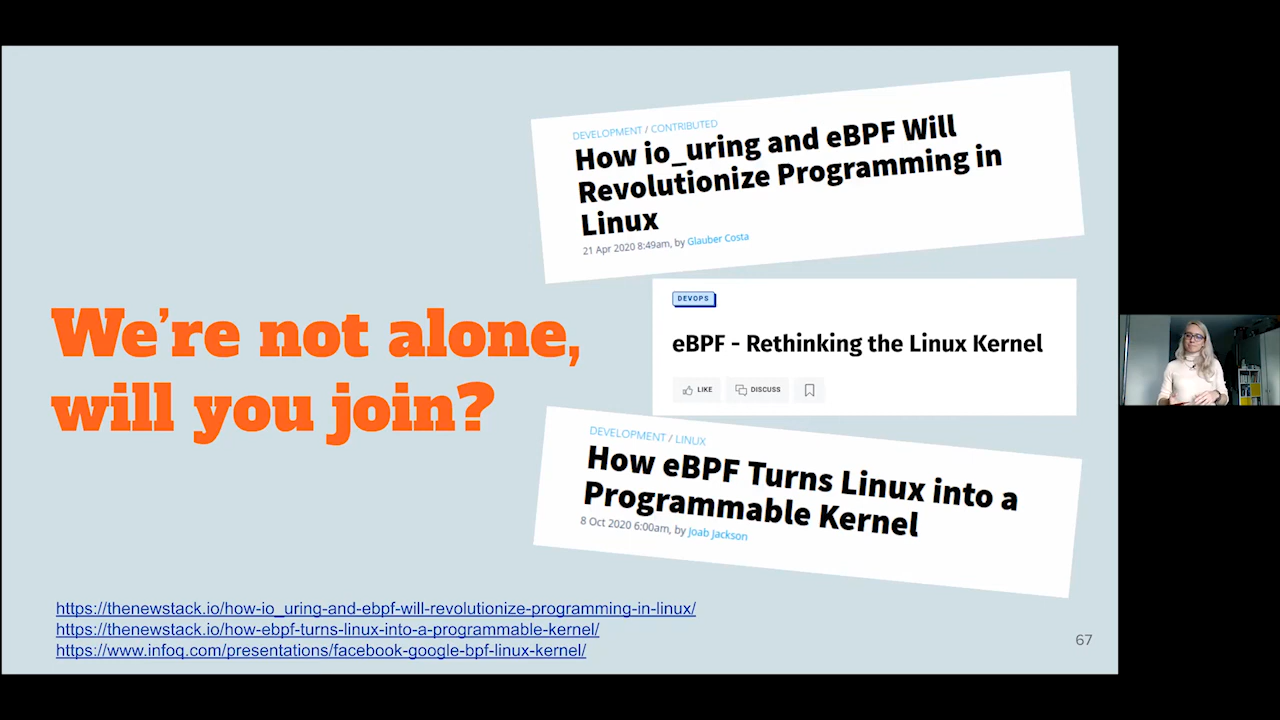 DEVELOPMENT / CONTRIBUTED
How io_uring and eBPF Will
Revolutionize Programming in
Linux
21 Apr 2020 8:49am, by Glauber Costa
DEVOPS
eBPF - Rethinking the Linux Kernel
LIKE
DISCUSS
We're not alone,
will you join?
DEVELOPMENT / LINUX
How eBPF Turns Linux into a
Programmable Kernel
8 Oct 2020 6:00am, by Joab Jackson
https://thenewstack.io/how-io_uring-and-ebpf-will-revolutionize-programming-in-linux/
https://thenewstack.io/how-ebpf-turns-linux-into-a-programmable-kernel/
https://www.infoq.com/presentations/facebook-google-bpf-linux-kernel/
67